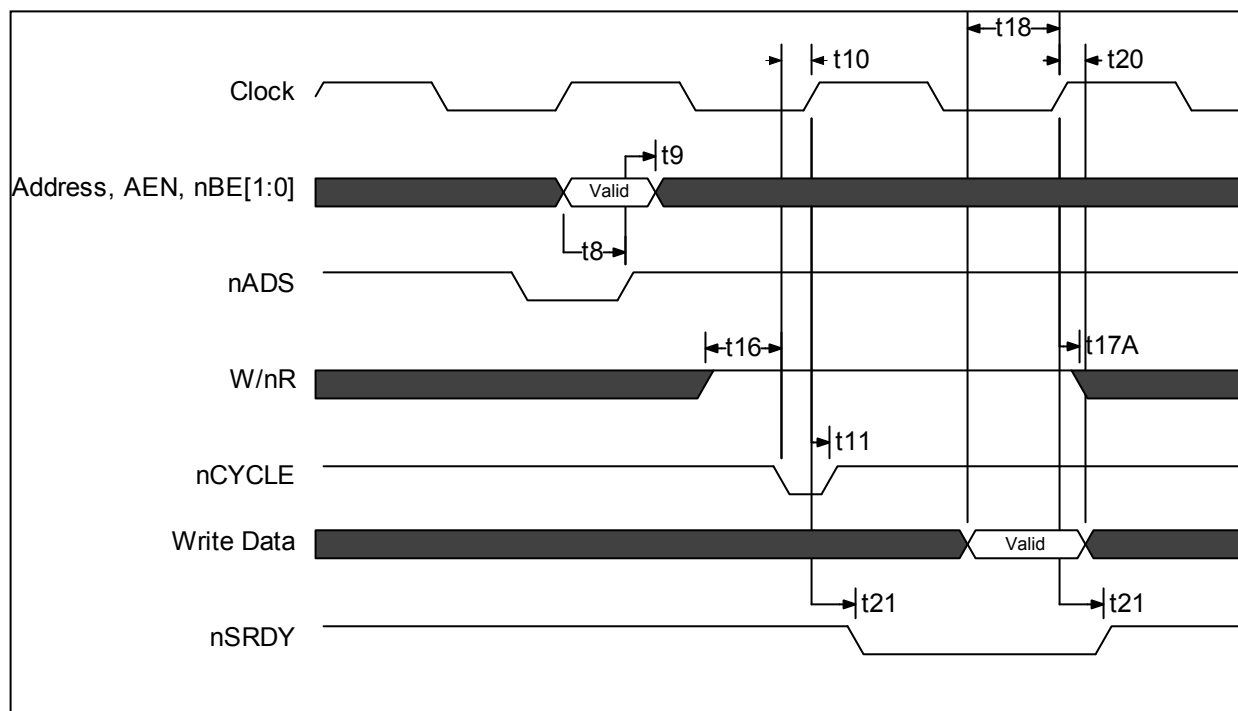 t18
t10
t20
Clock
t9
Address, AEN, nBE[1:0]
Valid
t8
nADS
t16
t17A
W/nR
t11
nCYCLE
Write Data
Valid
t21
t21
nSRDY